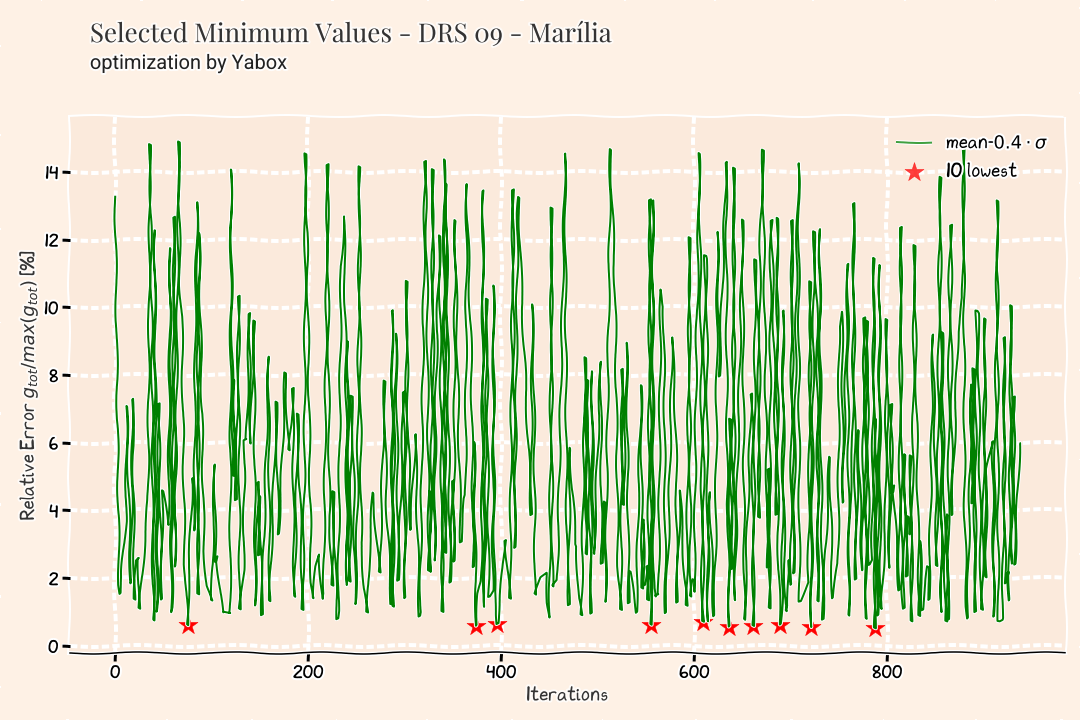 Selected Minimum Values - DRS 09 - Marília
optimization by Yabox
mean-0.4 · σ
10 lowest
Relative Error g_tot/max(g_tot) [%]
14
12
10
8
6
4
2
0
0 200 400 600 800
Iterations